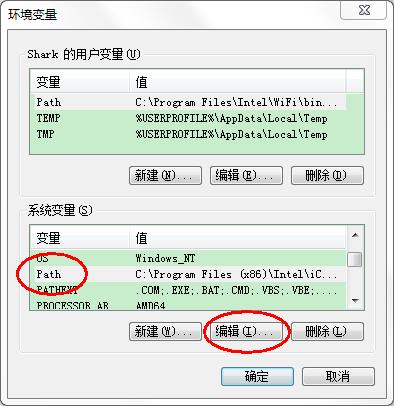 环境变量
Shark 的用户变量(U)
变量 值
Path C:\Program Files\Intel\WiFi\bin...
TEMP %USERPROFILE%\AppData\Local\Temp
TMP %USERPROFILE%\AppData\Local\Temp
新建(N)... 编辑(E)... 删除(D)
系统变量(S)
变量 值
OS Windows_NT
Path C:\Program Files (x86)\Intel\iC...
PATHEXT .COM;.EXE;.BAT;.CMD;.VBS;.VBE;....
PROCESSOR_AR AMD64
新建(W)... 编辑(I)... 删除(L)
确定 取消